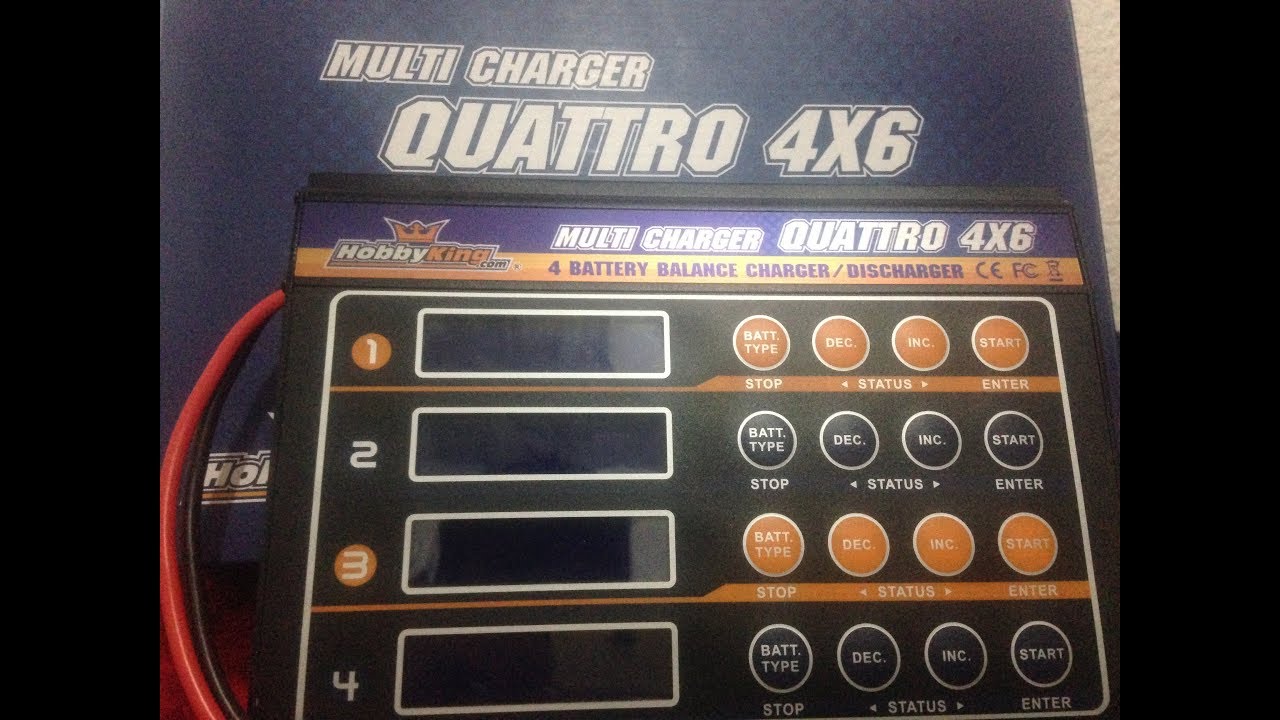 MULTI CHARGER
QUATTRO 4X6
HobbyKing.com
MULTI CHARGER QUATTRO 4X6
4 BATTERY BALANCE CHARGER/DISCHARGER CE FC
1
BATT. TYPE DEC. INC. START
STOP ◄ STATUS ► ENTER
2
BATT. TYPE DEC. INC. START
STOP ◄ STATUS ► ENTER
Hob
3
BATT. TYPE DEC. INC. START
STOP ◄ STATUS ► ENTER
4
BATT. TYPE DEC. INC. START
STOP ◄ STATUS ► ENTER